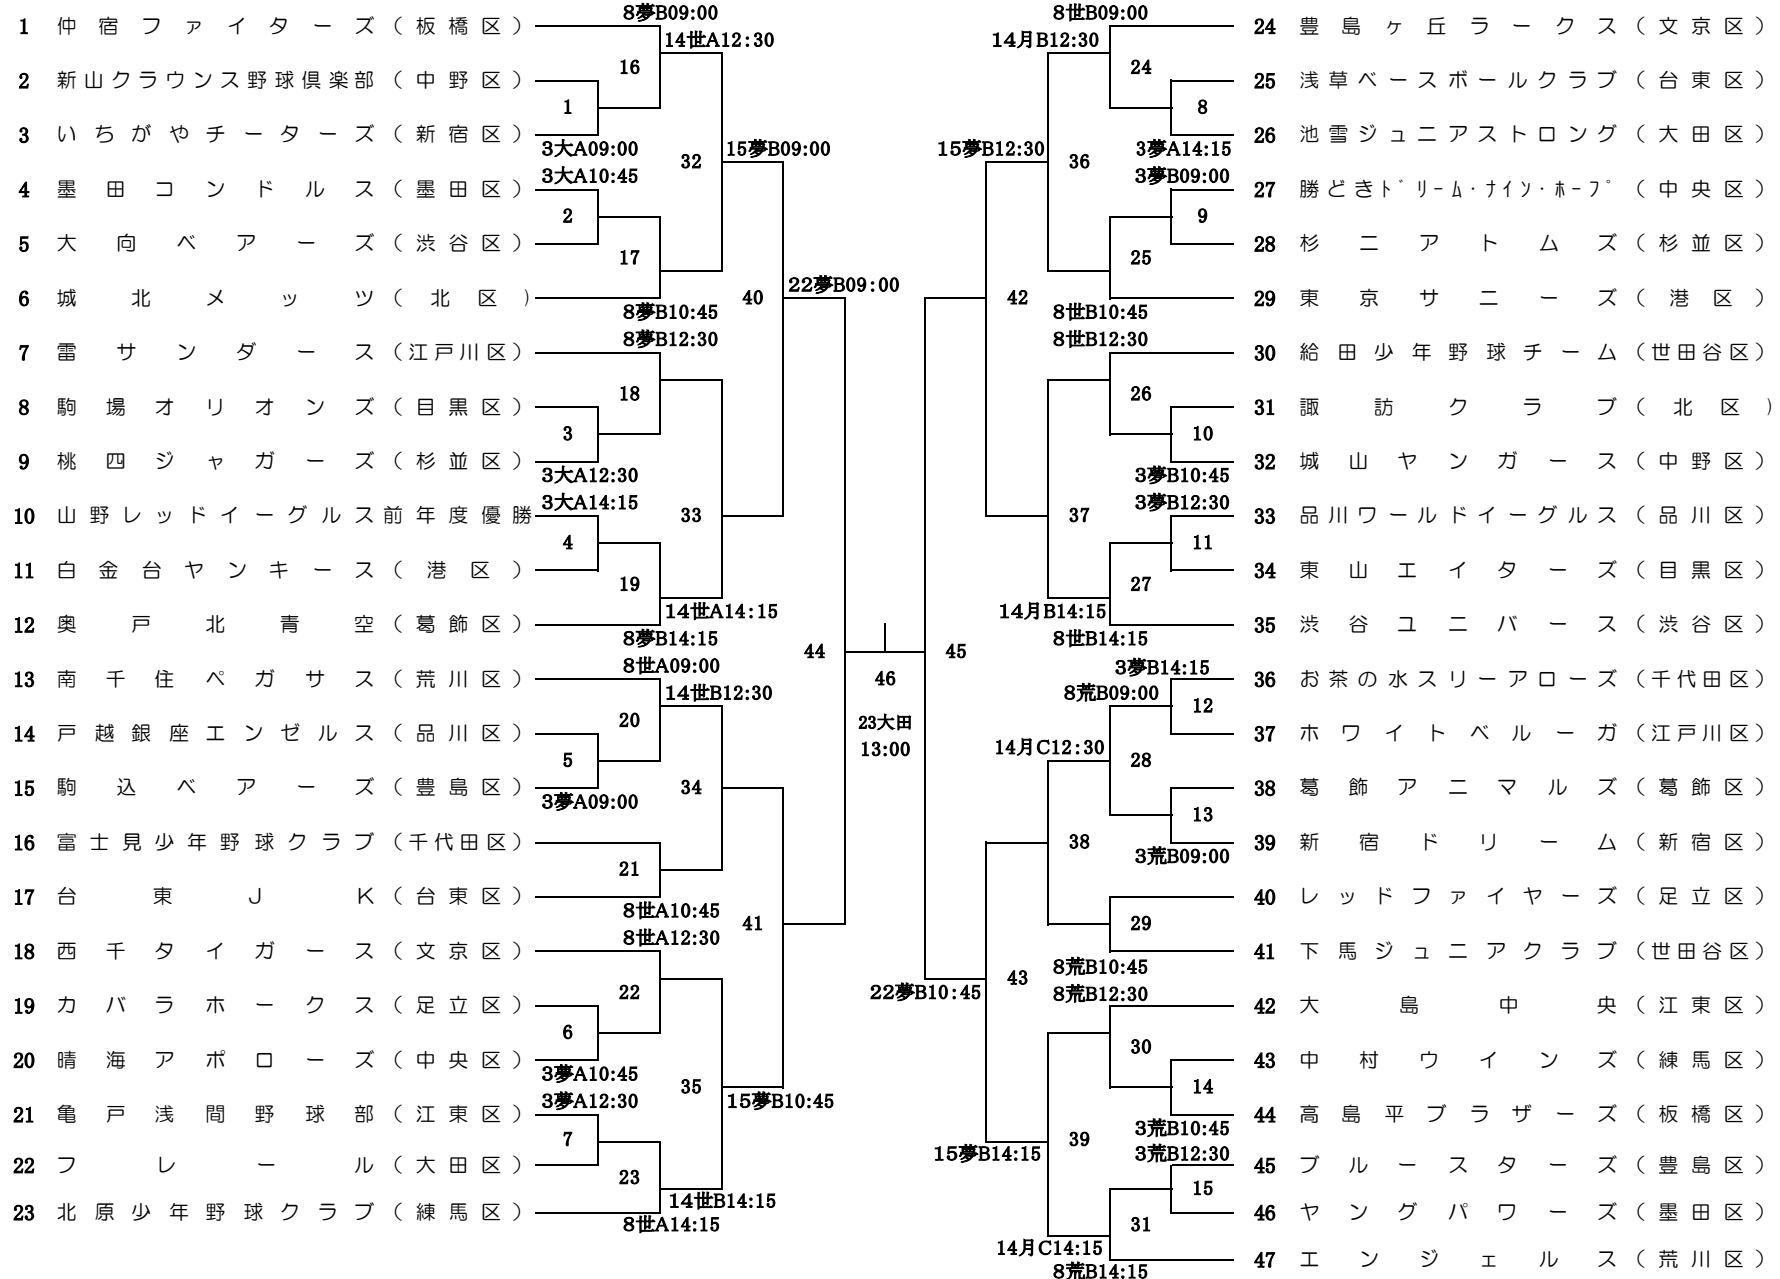 8夢B09:00
1 仲宿ファイターズ(板橋区)
14世A12:30
16
2 新山クラウンス野球倶楽部(中野区)
1
3 いちがやチーターズ(新宿区)
3大A09:00
15夢B09:00
32
3大A10:45
4 墨田コンドルス(墨田区)
2
5 大向ベアーズ(渋谷区)
17
22夢B09:00
6 城北メッツ(北区)
40
8夢B10:45
8夢B12:30
7 雷サンダース(江戸川区)
18
8 駒場オリオンズ(目黒区)
3
9 桃四ジャガーズ(杉並区)
3大A12:30
3大A14:15
10 山野レッドイーグルス前年度優勝
33
4
11 白金台ヤンキース(港区)
19
14世A14:15
12 奥戸北青空(葛飾区)
8夢B14:15
44
8世A09:00
13 南千住ペガサス(荒川区)
14世B12:30
20
14 戸越銀座エンゼルス(品川区)
5
15 駒込ベアーズ(豊島区)
34
3夢A09:00
16 富士見少年野球クラブ(千代田区)
21
17 台東JK(台東区)
8世A10:45
41
8世A12:30
18 西千タイガース(文京区)
22
19 カバラホークス(足立区)
6
20 晴海アポローズ(中央区)
3夢A10:45
35
3夢A12:30
15夢B10:45
21 亀戸浅間野球部(江東区)
7
22 フレール(大田区)
23
14世B14:15
23 北原少年野球クラブ(練馬区)
8世A14:15
46
23大田
13:00
8世B09:00
24 豊島ヶ丘ラークス(文京区)
14月B12:30
24
25 浅草ベースボールクラブ(台東区)
8
26 池雪ジュニアストロング(大田区)
15夢B12:30
3夢A14:15
36
3夢B09:00
27 勝どきドリーム・ナイン・ホープ(中央区)
9
28 杉二アトムズ(杉並区)
25
42
29 東京サニーズ(港区)
8世B10:45
8世B12:30
30 給田少年野球チーム(世田谷区)
26
31 諏訪クラブ(北区)
10
32 城山ヤンガース(中野区)
3夢B10:45
3夢B12:30
37
33 品川ワールドイーグルス(品川区)
11
34 東山エイターズ(目黒区)
27
14月B14:15
35 渋谷ユニバース(渋谷区)
8世B14:15
45
3夢B14:15
36 お茶の水スリーアローズ(千代田区)
8荒B09:00
12
37 ホワイトベルーガ(江戸川区)
14月C12:30
28
38 葛飾アニマルズ(葛飾区)
13
39 新宿ドリーム(新宿区)
38
3荒B09:00
40 レッドファイヤーズ(足立区)
29
41 下馬ジュニアクラブ(世田谷区)
8荒B10:45
43
22夢B10:45
8荒B12:30
42 大島中央(江東区)
30
43 中村ウインズ(練馬区)
14
44 高島平ブラザーズ(板橋区)
3荒B10:45
39
15夢B14:15
3荒B12:30
45 ブルースターズ(豊島区)
15
46 ヤングパワーズ(墨田区)
31
14月C14:15
47 エンジェルス(荒川区)
8荒B14:15